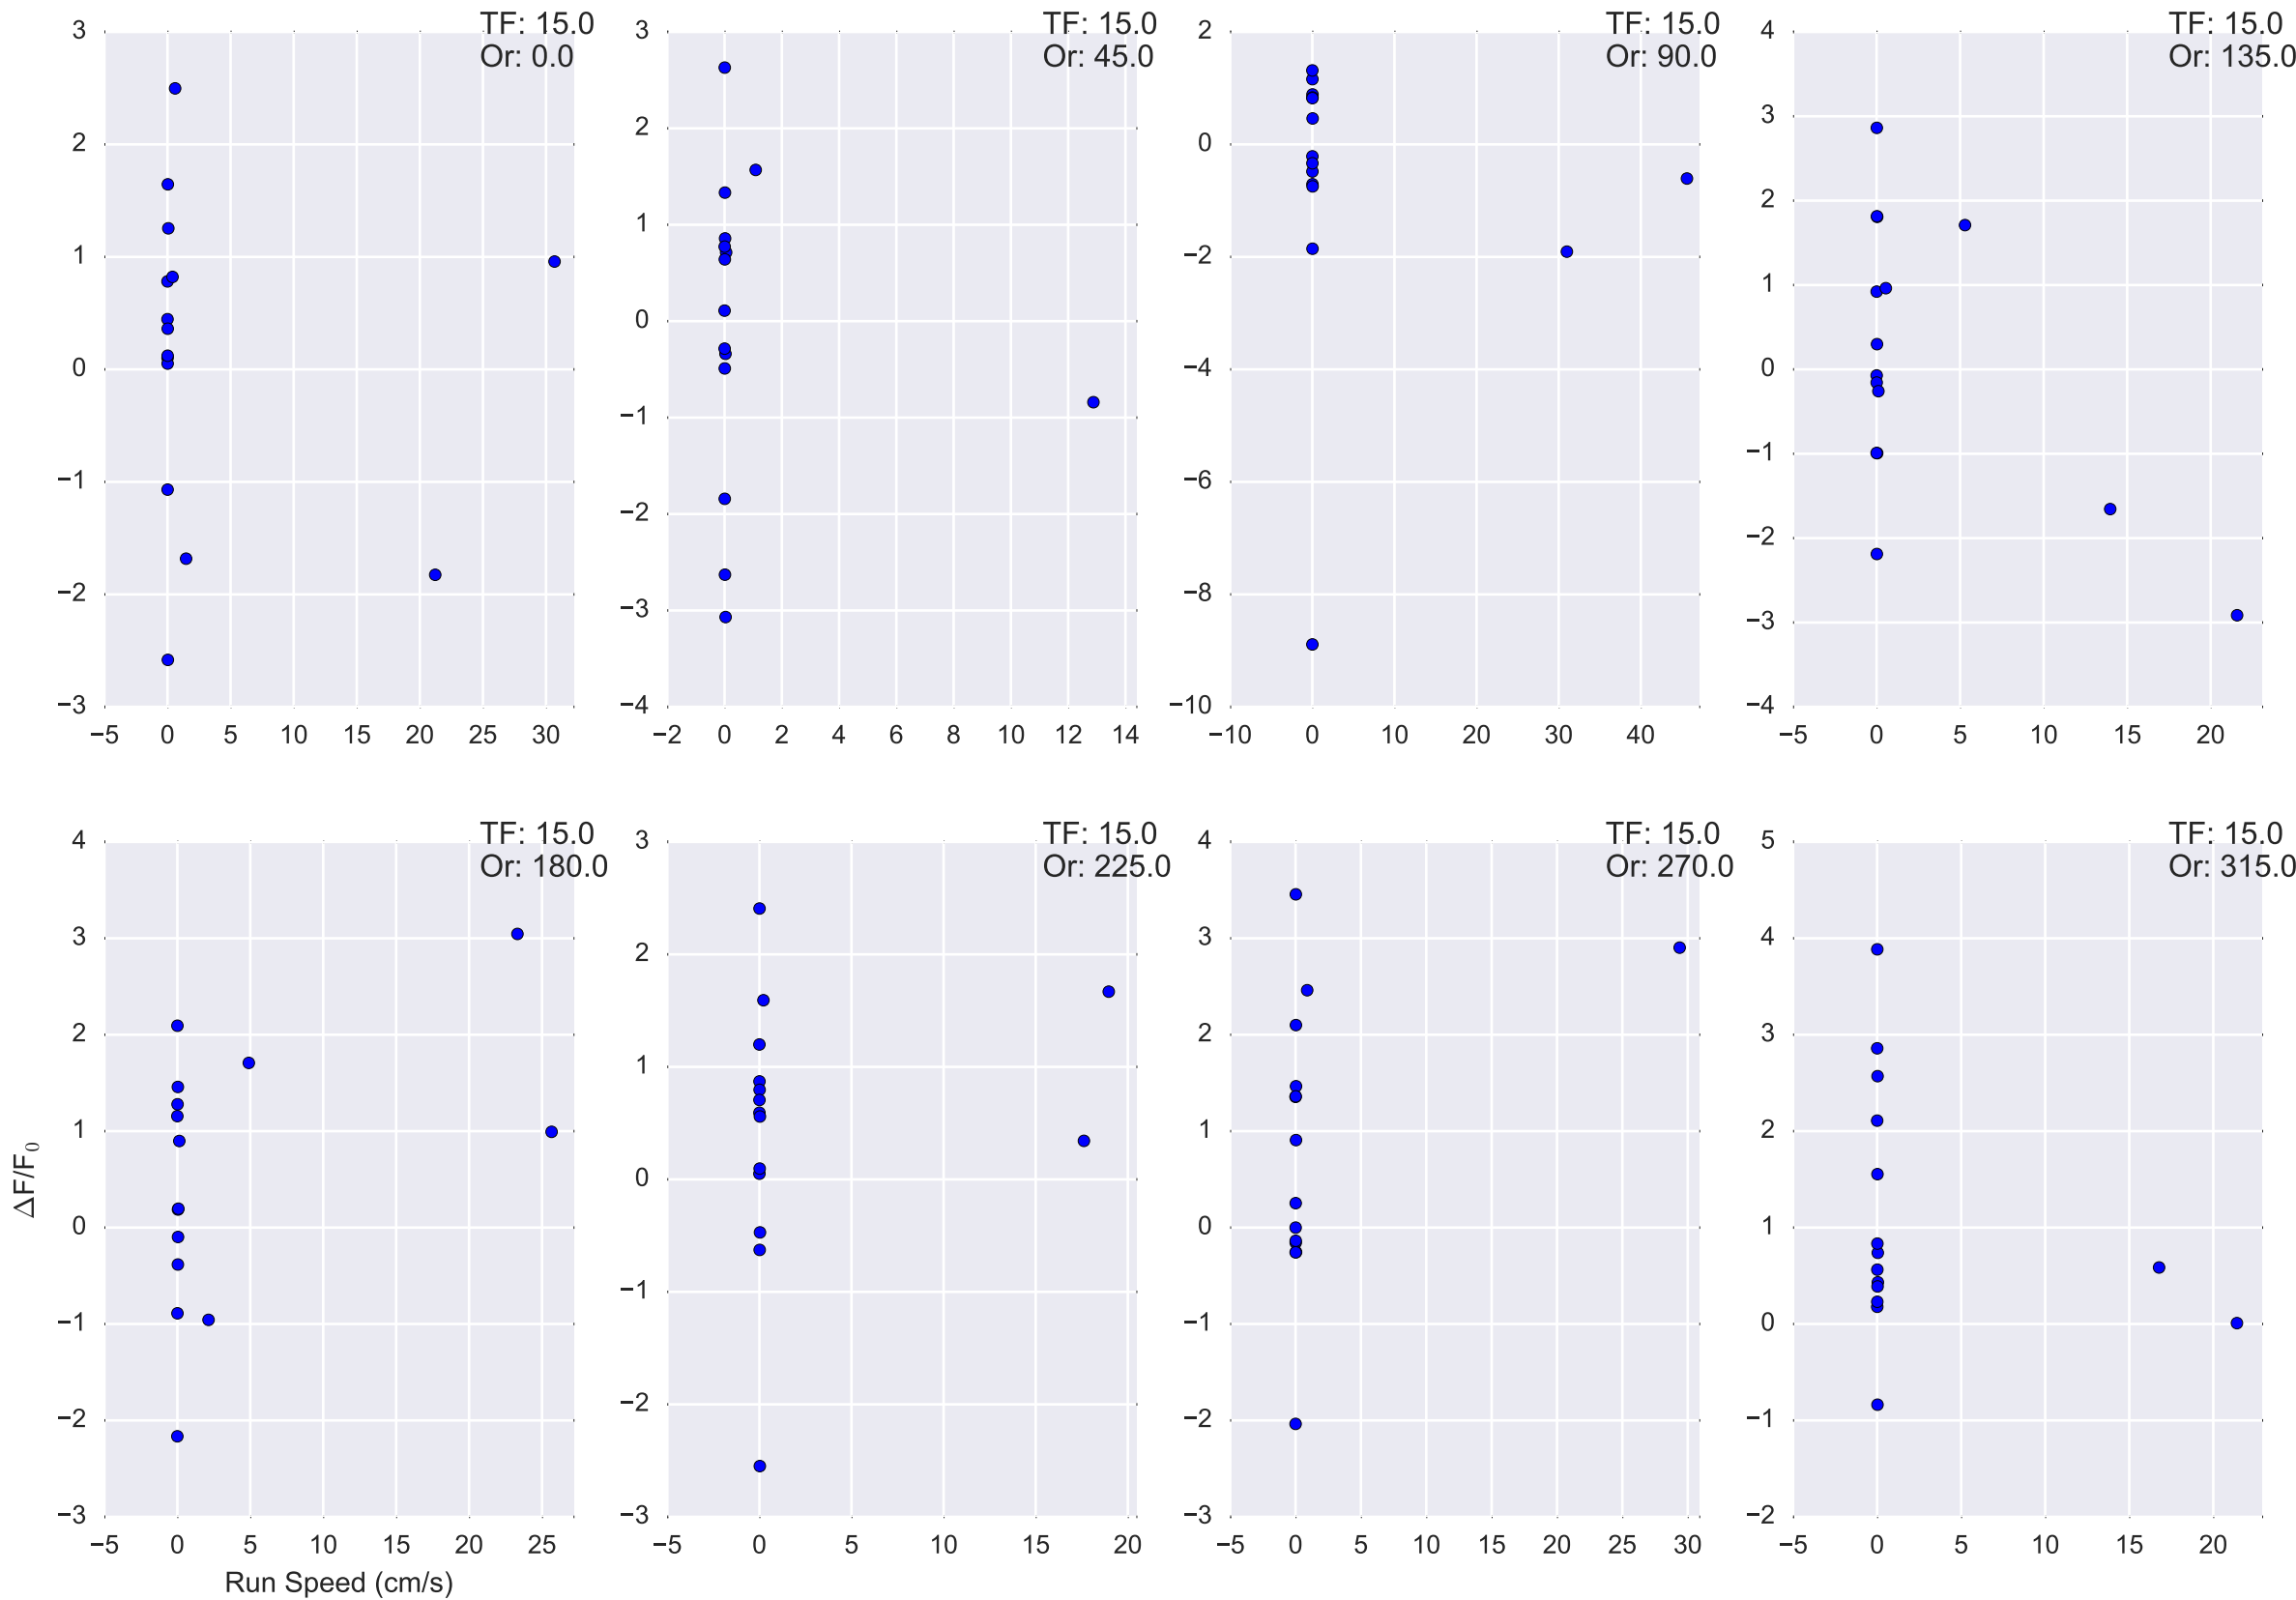 TF: 15.0
Or: 0.0
3
2
1
0
−1
−2
−3
−5 0 5 10 15 20 25 30
TF: 15.0
Or: 45.0
3
2
1
0
−1
−2
−3
−4
−2 0 2 4 6 8 10 12 14
TF: 15.0
Or: 90.0
2
0
−2
−4
−6
−8
−10
−10 0 10 20 30 40
TF: 15.0
Or: 135.0
4
3
2
1
0
−1
−2
−3
−4
−5 0 5 10 15 20
TF: 15.0
Or: 180.0
4
3
2
1
0
−1
−2
−3
ΔF/F₀
−5 0 5 10 15 20 25
Run Speed (cm/s)
TF: 15.0
Or: 225.0
3
2
1
0
−1
−2
−3
−5 0 5 10 15 20
TF: 15.0
Or: 270.0
4
3
2
1
0
−1
−2
−3
−5 0 5 10 15 20 25 30
TF: 15.0
Or: 315.0
5
4
3
2
1
0
−1
−2
−5 0 5 10 15 20